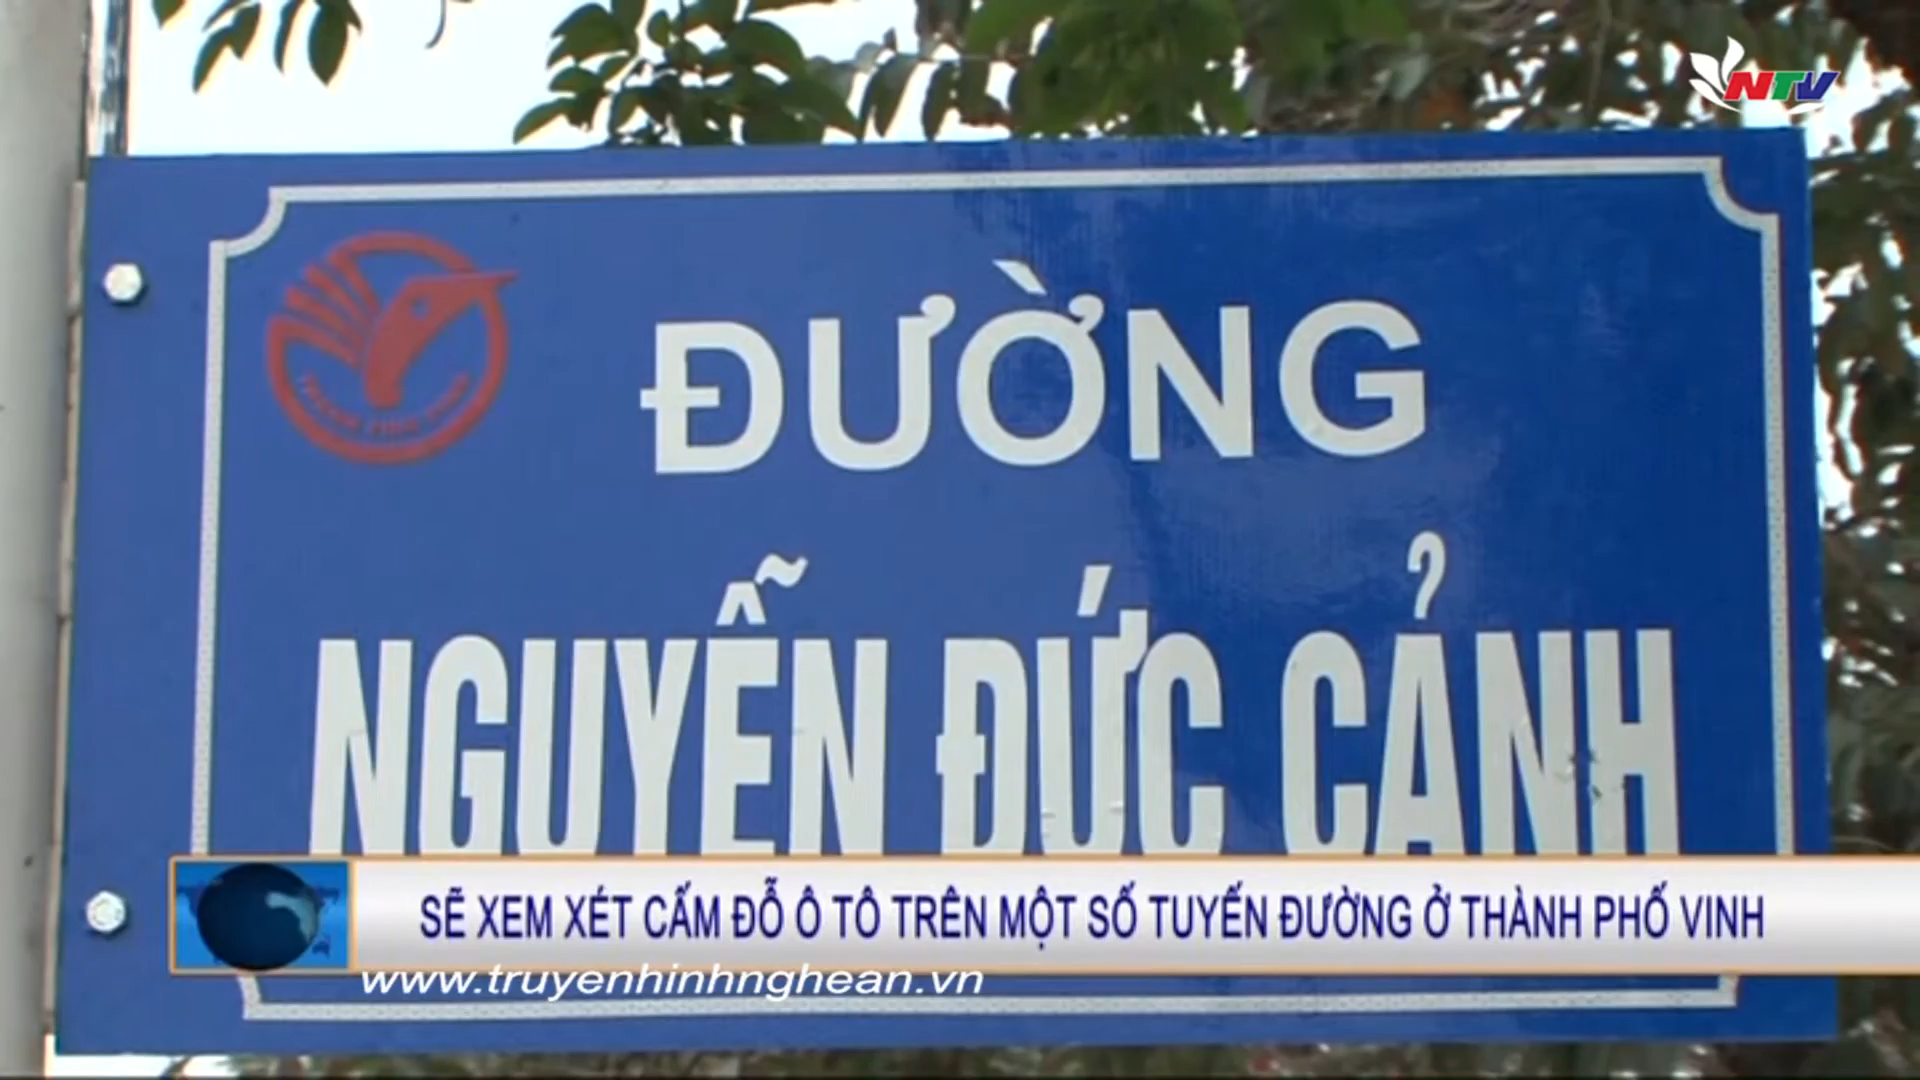 NTV
ĐƯỜNG
NGUYỄN ĐỨC CẢNH
SẼ XEM XÉT CẤM ĐỖ Ô TÔ TRÊN MỘT SỐ TUYẾN ĐƯỜNG Ở THÀNH PHỐ VINH
www.truyenhinhnghean.vn